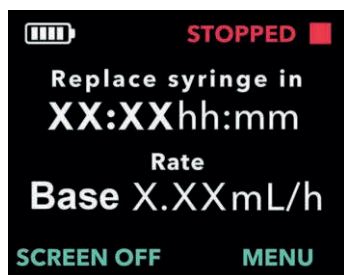 STOPPED
Replace syringe in
XX:XXhh:mm
Rate
Base X.XXmL/h
SCREEN OFF MENU